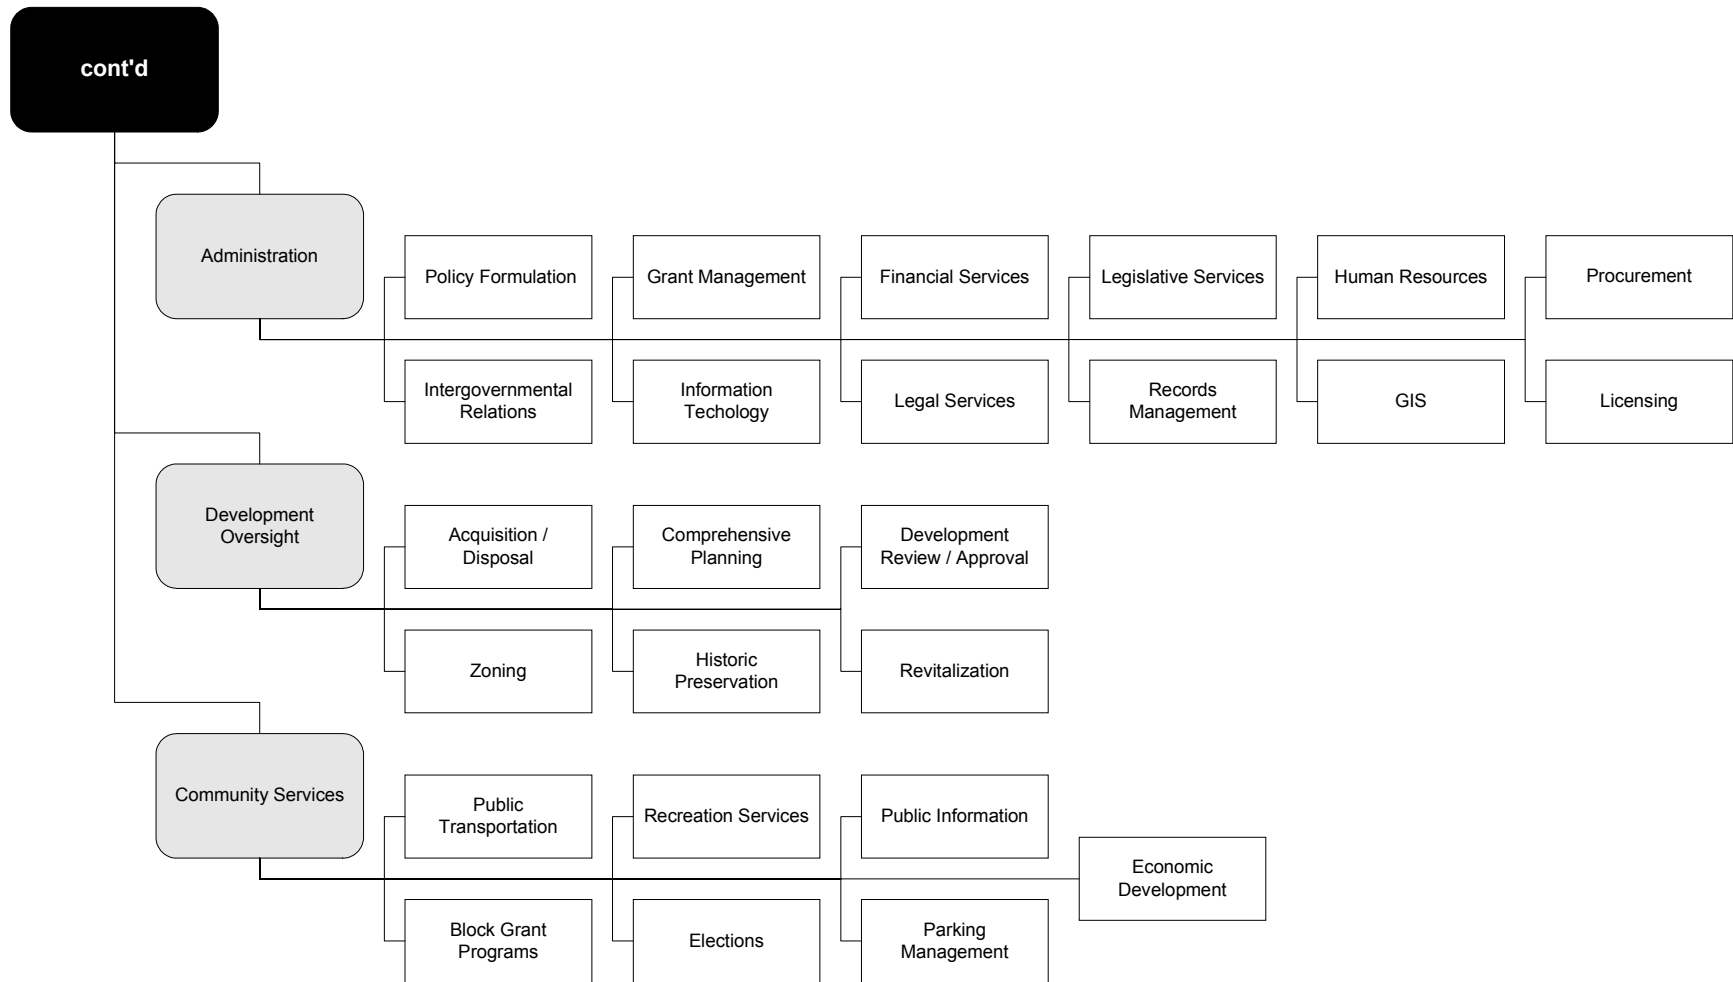 cont'd
Administration
Policy Formulation
Grant Management
Financial Services
Legislative Services
Human Resources
Procurement
Intergovernmental
Relations
Information
Techology
Legal Services
Records
Management
GIS
Licensing
Development
Oversight
Acquisition /
Disposal
Comprehensive
Planning
Development
Review / Approval
Zoning
Historic
Preservation
Revitalization
Community Services
Public
Transportation
Recreation Services
Public Information
Economic
Development
Block Grant
Programs
Elections
Parking
Management